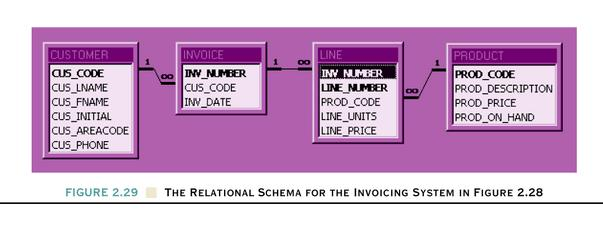 CUSTOMER
CUS_CODE
CUS_LNAME
CUS_FNAME
CUS_INITIAL
CUS_AREACODE
CUS_PHONE
1
∞
INVOICE
INV_NUMBER
CUS_CODE
INV_DATE
1
∞
LINE
INV_NUMBER
LINE_NUMBER
PROD_CODE
LINE_UNITS
LINE_PRICE
∞
1
PRODUCT
PROD_CODE
PROD_DESCRIPTION
PROD_PRICE
PROD_ON_HAND
FIGURE 2.29 THE RELATIONAL SCHEMA FOR THE INVOICING SYSTEM IN FIGURE 2.28